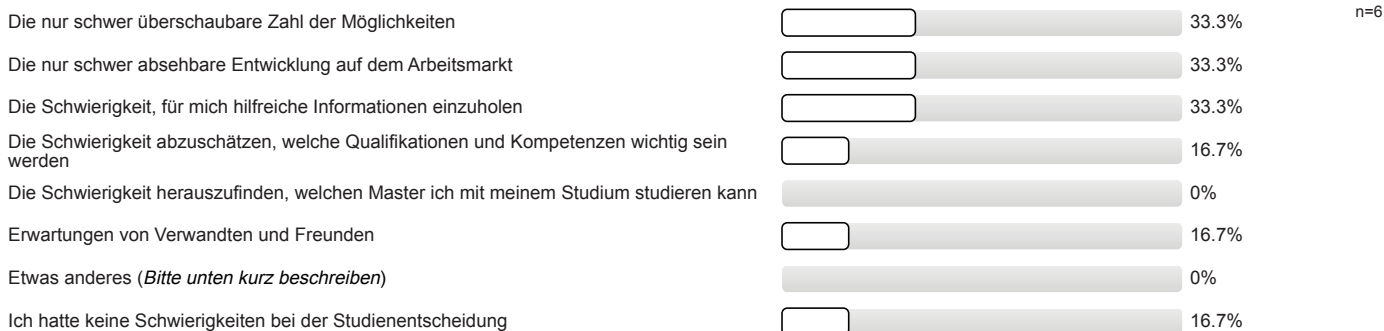 Die nur schwer überschaubare Zahl der Möglichkeiten 33.3% n=6
Die nur schwer absehbare Entwicklung auf dem Arbeitsmarkt 33.3%
Die Schwierigkeit, für mich hilfreiche Informationen einzuholen 33.3%
Die Schwierigkeit abzuschätzen, welche Qualifikationen und Kompetenzen wichtig sein
werden 16.7%
Die Schwierigkeit herauszufinden, welchen Master ich mit meinem Studium studieren kann 0%
Erwartungen von Verwandten und Freunden 16.7%
Etwas anderes (Bitte unten kurz beschreiben) 0%
Ich hatte keine Schwierigkeiten bei der Studienentscheidung 16.7%